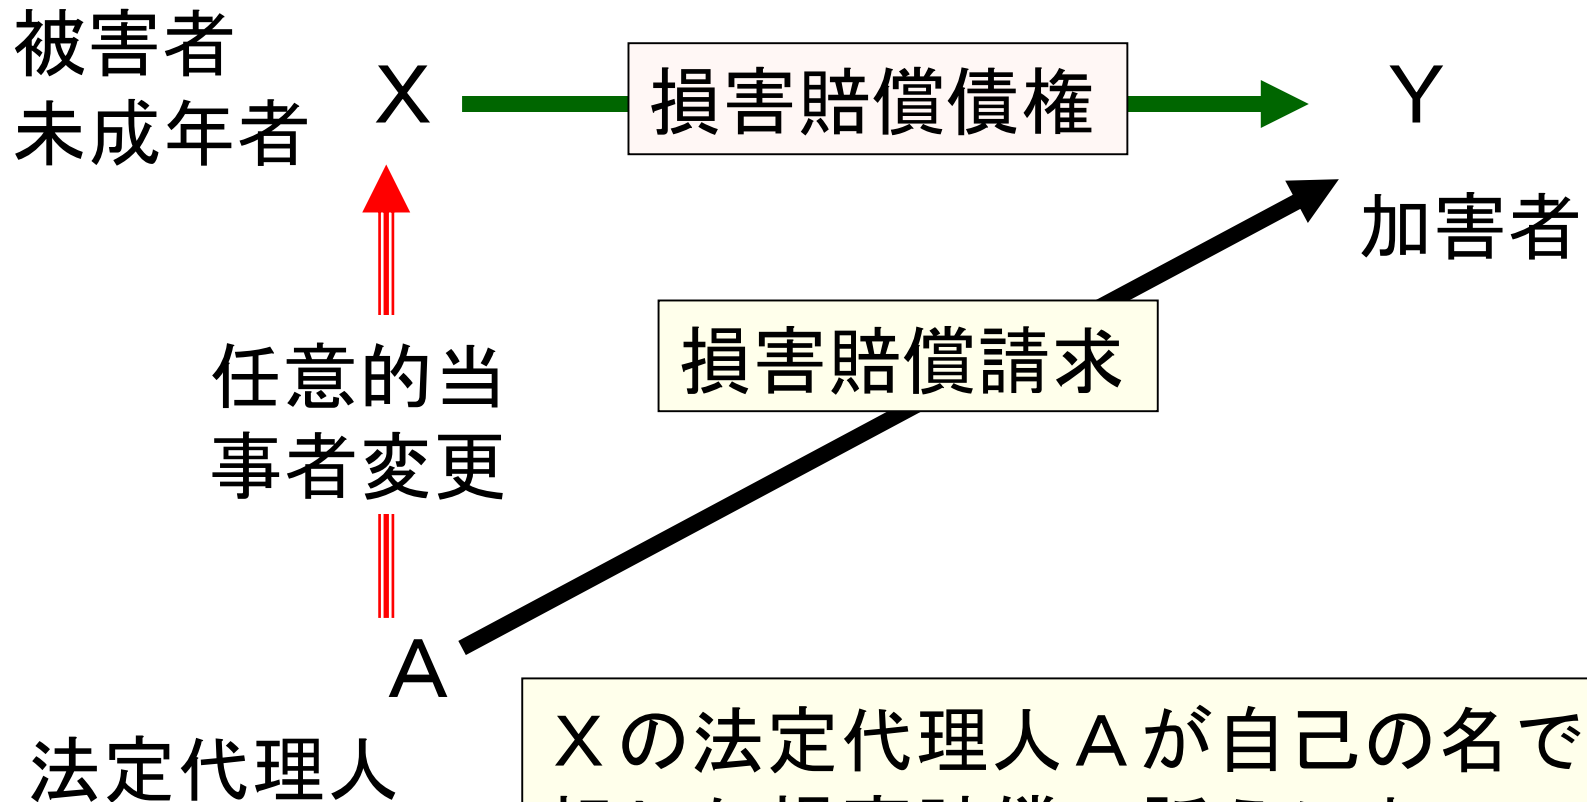 被害者
未成年者
X
損害賠償債権
Y
加害者
損害賠償請求
任意的当
事者変更
A
法定代理人
Xの法定代理人Aが自己の名で